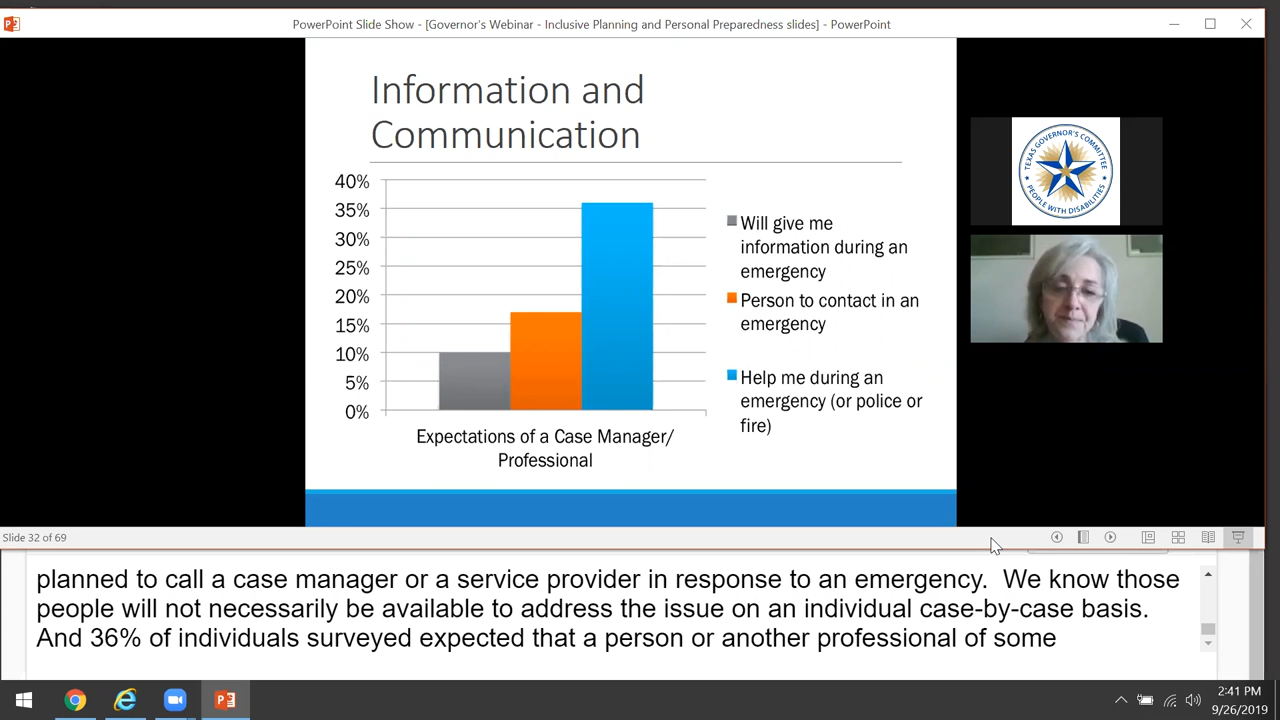 PowerPoint Slide Show - [Governor's Webinar - Inclusive Planning and Personal Preparedness slides] - PowerPoint
Information and
Communication
40%
35%
30%
25%
20%
15%
10%
5%
0%
Expectations of a Case Manager/
Professional
Will give me
information during an
emergency
Person to contact in an
emergency
Help me during an
emergency (or police or
fire)
TEXAS GOVERNOR'S COMMITTEE
PEOPLE WITH DISABILITIES
Slide 32 of 69
planned to call a case manager or a service provider in response to an emergency.  We know those
people will not necessarily be available to address the issue on an individual case-by-case basis.
And 36% of individuals surveyed expected that a person or another professional of some
2:41 PM
9/26/2019